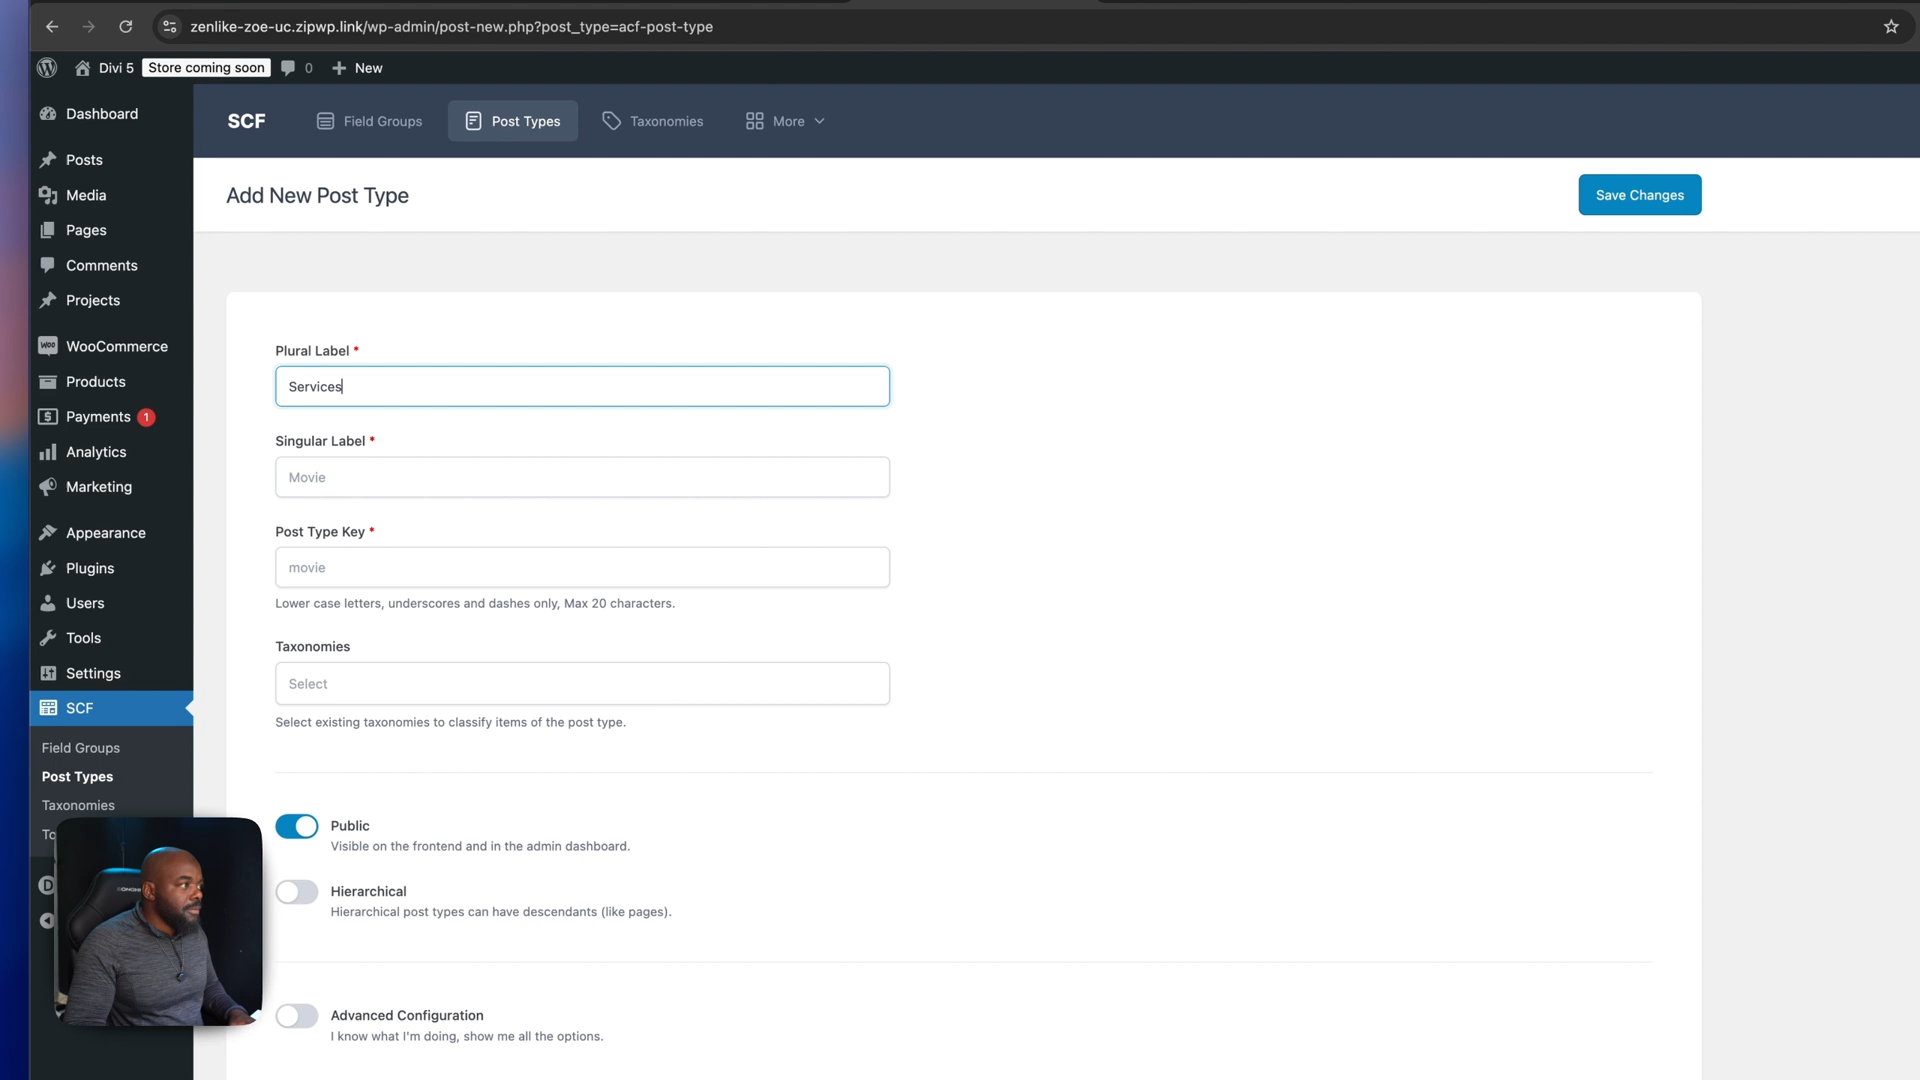 zenlike-zoe-uc.zipwp.link/wp-admin/post-new.php?post_type=acf-post-type
Divi 5 Store coming soon 0 + New
Dashboard
Posts
Media
Pages
Comments
Projects
WooCommerce
Products
Payments 1
Analytics
Marketing
Appearance
Plugins
Users
Tools
Settings
SCF
Field Groups
Post Types
Taxonomies
To
SCF Field Groups Post Types Taxonomies More
Add New Post Type
Save Changes
Plural Label *
Services
Singular Label *
Movie
Post Type Key *
movie
Lower case letters, underscores and dashes only, Max 20 characters.
Taxonomies
Select
Select existing taxonomies to classify items of the post type.
Public
Visible on the frontend and in the admin dashboard.
Hierarchical
Hierarchical post types can have descendants (like pages).
Advanced Configuration
I know what I'm doing, show me all the options.